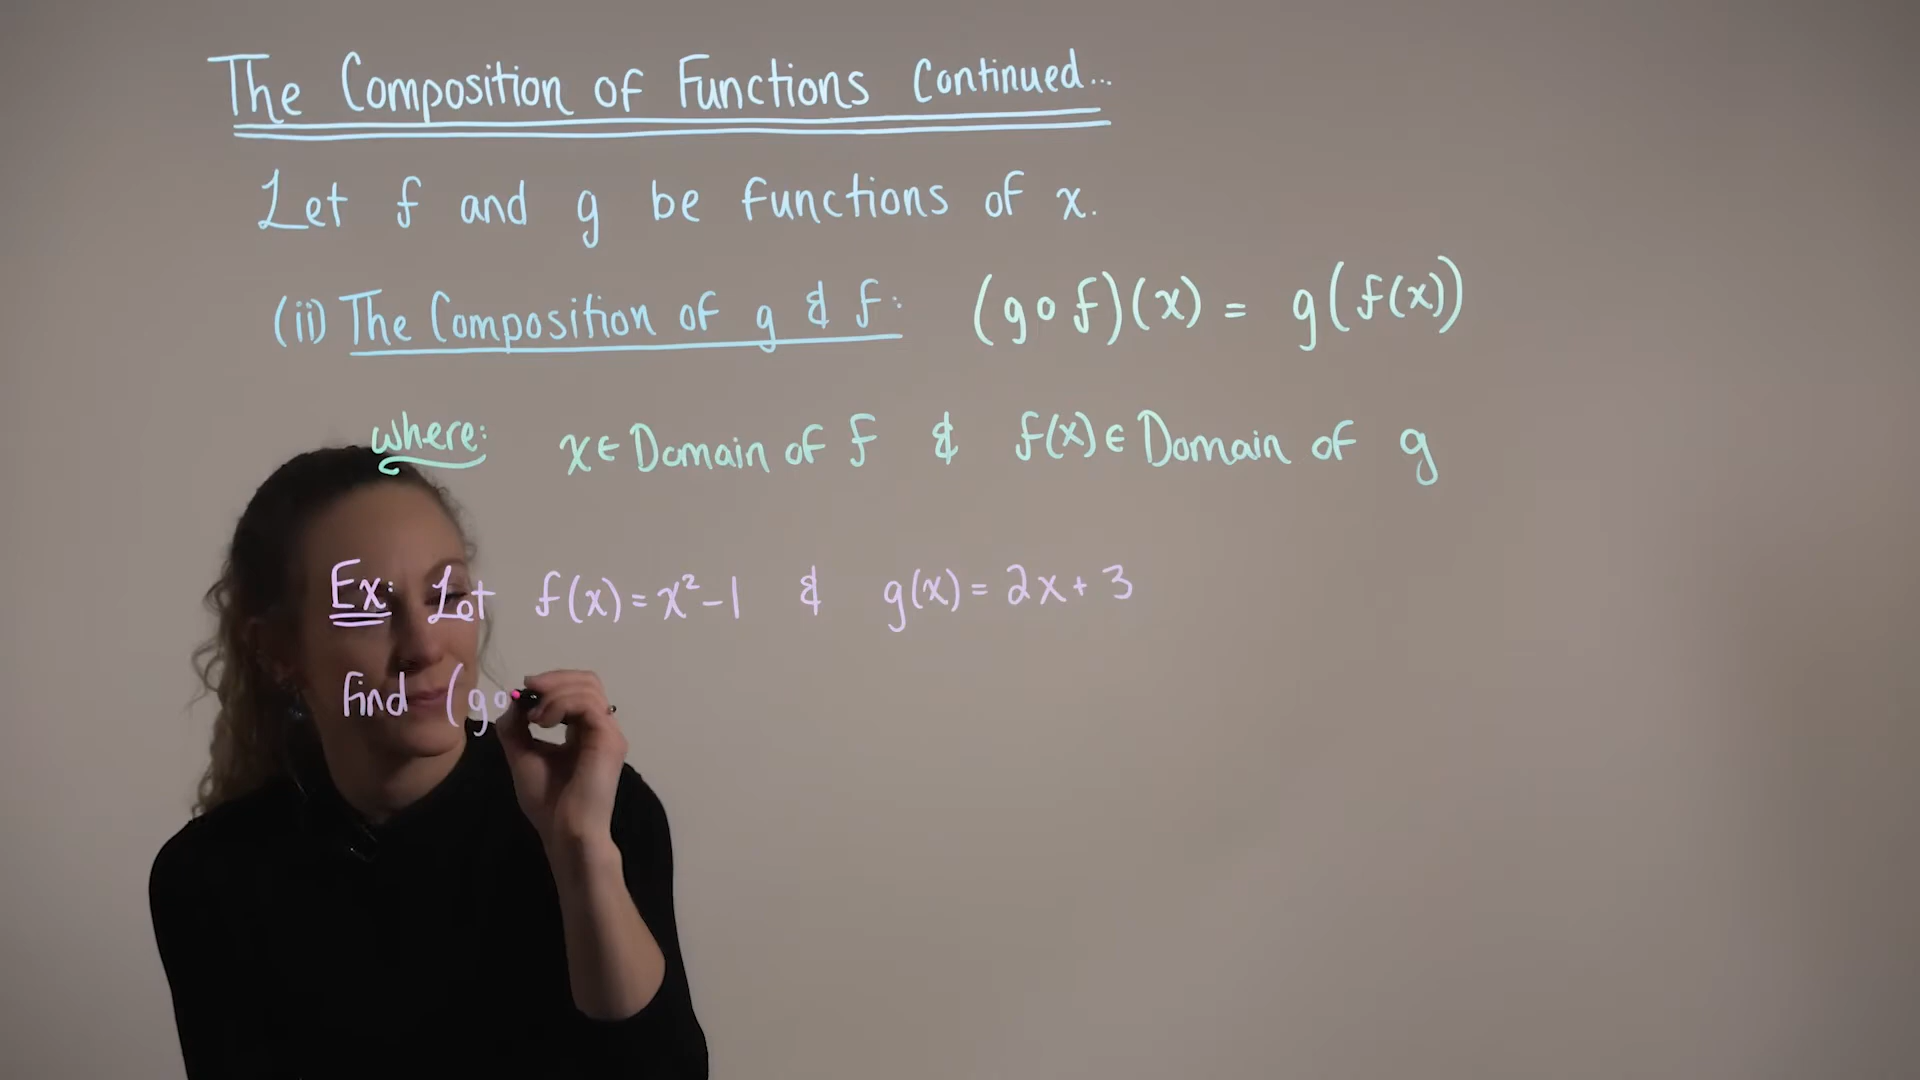 The Composition of Functions Continued...
Let f and g be functions of x.
(ii) The Composition of g & f: (g∘f)(x) = g(f(x))
where: x∈Domain of f & f(x)∈Domain of g
Ex: Let f(x)=x²-1 & g(x)=2x+3
Find (g∘